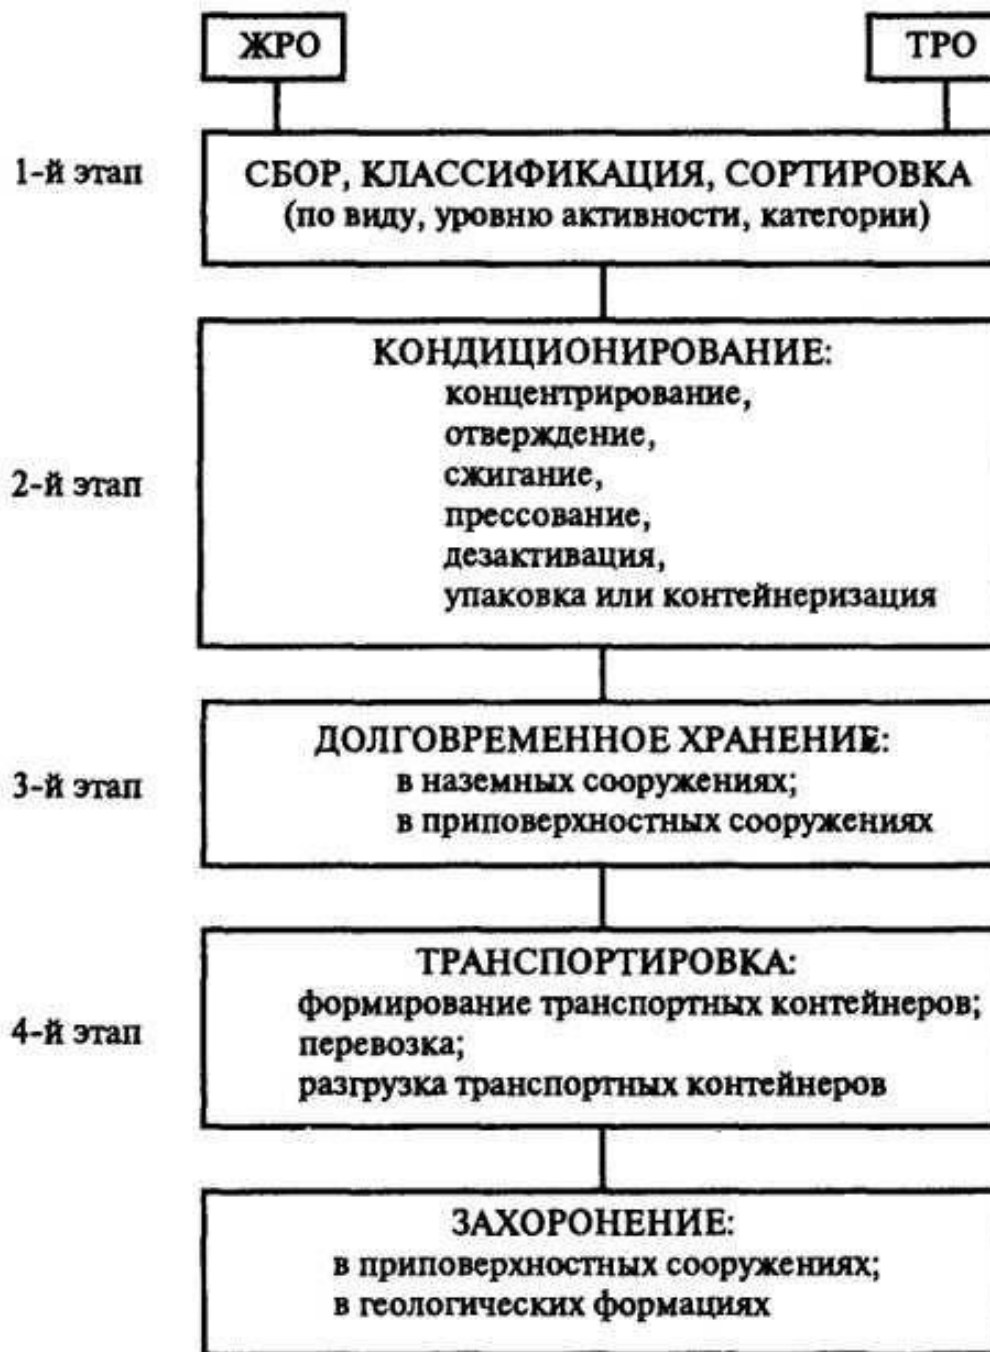 ЖРО
ТРО
1-й этап
СБОР, КЛАССИФИКАЦИЯ, СОРТИРОВКА
(по виду, уровню активности, категории)
2-й этап
КОНДИЦИОНИРОВАНИЕ:
концентрирование,
отверждение,
сжигание,
прессование,
дезактивация,
упаковка или контейнеризация
3-й этап
ДОЛГОВРЕМЕННОЕ ХРАНЕНИЕ:
в наземных сооружениях;
в приповерхностных сооружениях
4-й этап
ТРАНСПОРТИРОВКА:
формирование транспортных контейнеров;
перевозка;
разгрузка транспортных контейнеров
ЗАХОРОНЕНИЕ:
в приповерхностных сооружениях;
в геологических формациях